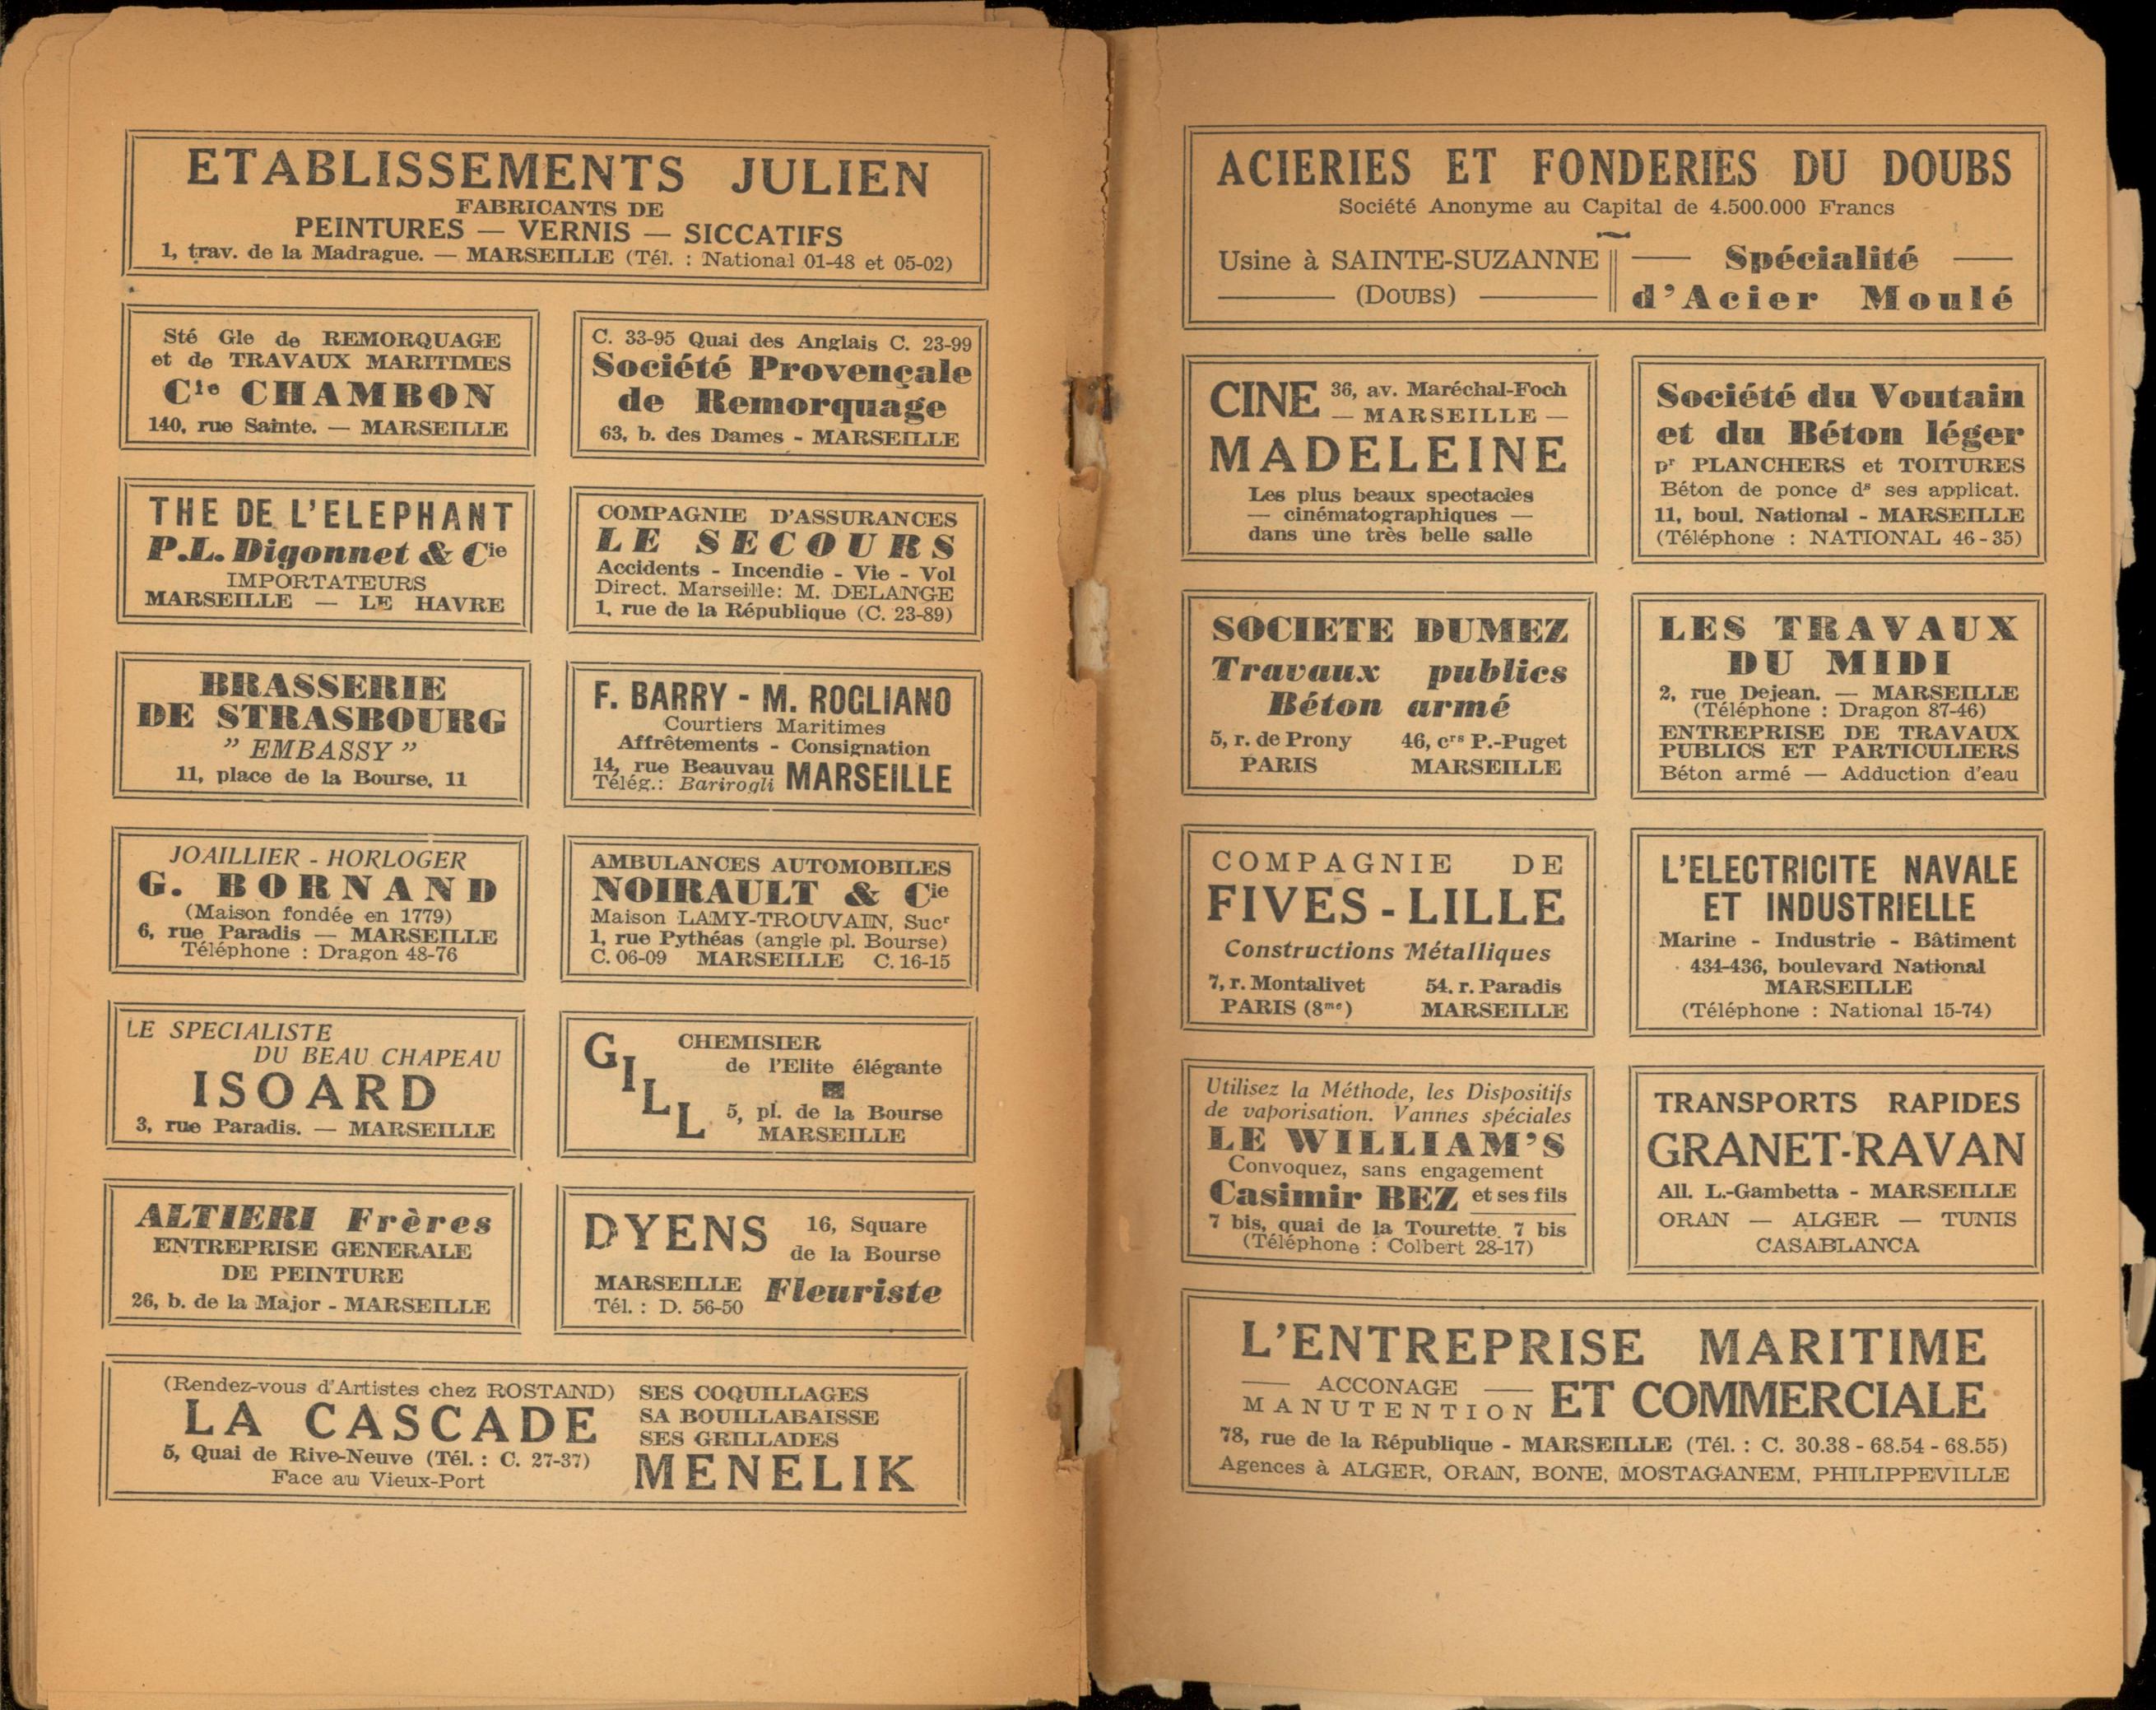 ETABLISSEMENTS JULIEN
FABRICANTS DE
PEINTURES — VERNIS — SICCATIFS
1, trav. de la Madrague. — MARSEILLE (Tél. : National 01-48 et 05-02)
Sté Gle de REMORQUAGE
et de TRAVAUX MARITIMES
Cie CHAMBON
140, rue Sainte. — MARSEILLE
C. 33-95 Quai des Anglais C. 23-99
Société Provençale
de Remorquage
63, b. des Dames - MARSEILLE
THE DE L'ELEPHANT
P.L. Digonnet & Cie
IMPORTATEURS
MARSEILLE — LE HAVRE
COMPAGNIE D'ASSURANCES
LE SECOURS
Accidents - Incendie - Vie - Vol
Direct. Marseille: M. DELANGE
1, rue de la République (C. 23-89)
BRASSERIE
DE STRASBOURG
" EMBASSY "
11, place de la Bourse, 11
F. BARRY - M. ROGLIANO
Courtiers Maritimes
Affrêtements - Consignation
14, rue Beauvau MARSEILLE
Télég.: Barirogli
JOAILLIER - HORLOGER
G. BORNAND
(Maison fondée en 1779)
6, rue Paradis — MARSEILLE
Téléphone : Dragon 48-76
AMBULANCES AUTOMOBILES
NOIRAULT & Cie
Maison LAMY-TROUVAIN, Sucr
1, rue Pythéas (angle pl. Bourse)
C. 06-09 MARSEILLE C. 16-15
LE SPECIALISTE
DU BEAU CHAPEAU
ISOARD
3, rue Paradis. — MARSEILLE
GILL
CHEMISIER
de l'Elite élégante
5, pl. de la Bourse
MARSEILLE
ALTIERI Frères
ENTREPRISE GENERALE
DE PEINTURE
26, b. de la Major - MARSEILLE
DYENS 16, Square
de la Bourse
MARSEILLE Fleuriste
Tél. : D. 56-50
(Rendez-vous d'Artistes chez ROSTAND)
LA CASCADE
5, Quai de Rive-Neuve (Tél. : C. 27-37)
Face au Vieux-Port
SES COQUILLAGES
SA BOUILLABAISSE
SES GRILLADES
MENELIK
ACIERIES ET FONDERIES DU DOUBS
Société Anonyme au Capital de 4.500.000 Francs
Usine à SAINTE-SUZANNE
(DOUBS)
Spécialité
d'Acier Moulé
CINE 36, av. Maréchal-Foch
— MARSEILLE —
MADELEINE
Les plus beaux spectacles
— cinématographiques —
dans une très belle salle
Société du Voutain
et du Béton léger
pr PLANCHERS et TOITURES
Béton de ponce ds ses applicat.
11, boul. National - MARSEILLE
(Téléphone : NATIONAL 46-35)
SOCIETE DUMEZ
Travaux publics
Béton armé
5, r. de Prony 46, crs P.-Puget
PARIS MARSEILLE
LES TRAVAUX
DU MIDI
2, rue Dejean. — MARSEILLE
(Téléphone : Dragon 87-46)
ENTREPRISE DE TRAVAUX
PUBLICS ET PARTICULIERS
Béton armé — Adduction d'eau
COMPAGNIE DE
FIVES - LILLE
Constructions Métalliques
7, r. Montalivet 54, r. Paradis
PARIS (8me) MARSEILLE
L'ELECTRICITE NAVALE
ET INDUSTRIELLE
Marine - Industrie - Bâtiment
434-436, boulevard National
MARSEILLE
(Téléphone : National 15-74)
Utilisez la Méthode, les Dispositifs
de vaporisation. Vannes spéciales
LE WILLIAM'S
Convoquez, sans engagement
Casimir BEZ et ses fils
7 bis, quai de la Tourette, 7 bis
(Téléphone : Colbert 28-17)
TRANSPORTS RAPIDES
GRANET-RAVAN
All. L.-Gambetta - MARSEILLE
ORAN — ALGER — TUNIS
CASABLANCA
L'ENTREPRISE MARITIME
— ACCONAGE —
MANUTENTION ET COMMERCIALE
78, rue de la République - MARSEILLE (Tél. : C. 30.38 - 68.54 - 68.55)
Agences à ALGER, ORAN, BONE, MOSTAGANEM, PHILIPPEVILLE